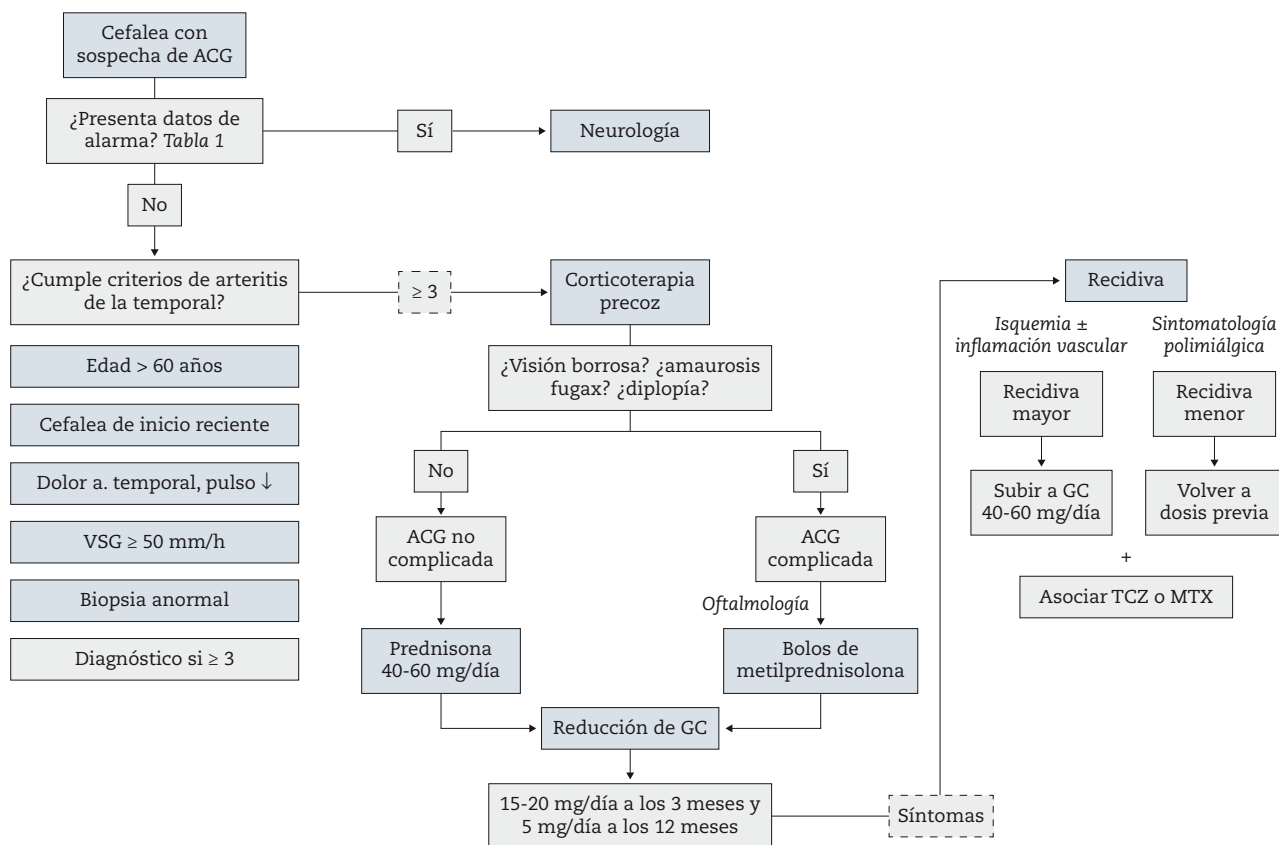 Cefalea con
sospecha de ACG
¿Presenta datos de
alarma? Tabla 1
Sí
Neurología
No
¿Cumple criterios de arteritis
de la temporal?
≥ 3
Corticoterapia
precoz
Edad > 60 años
Cefalea de inicio reciente
Dolor a. temporal, pulso ↓
VSG ≥ 50 mm/h
Biopsia anormal
Diagnóstico si ≥ 3
¿Visión borrosa? ¿amaurosis
fugax? ¿diplopía?
No
Sí
ACG no
complicada
ACG
complicada
Oftalmología
Prednisona
40-60 mg/día
Bolos de
metilprednisolona
Reducción de GC
15-20 mg/día a los 3 meses y
5 mg/día a los 12 meses
Síntomas
Recidiva
Isquemia ±
inflamación vascular
Sintomatología
polimiálgica
Recidiva
mayor
Recidiva
menor
Subir a GC
40-60 mg/día
Volver a
dosis previa
+
Asociar TCZ o MTX